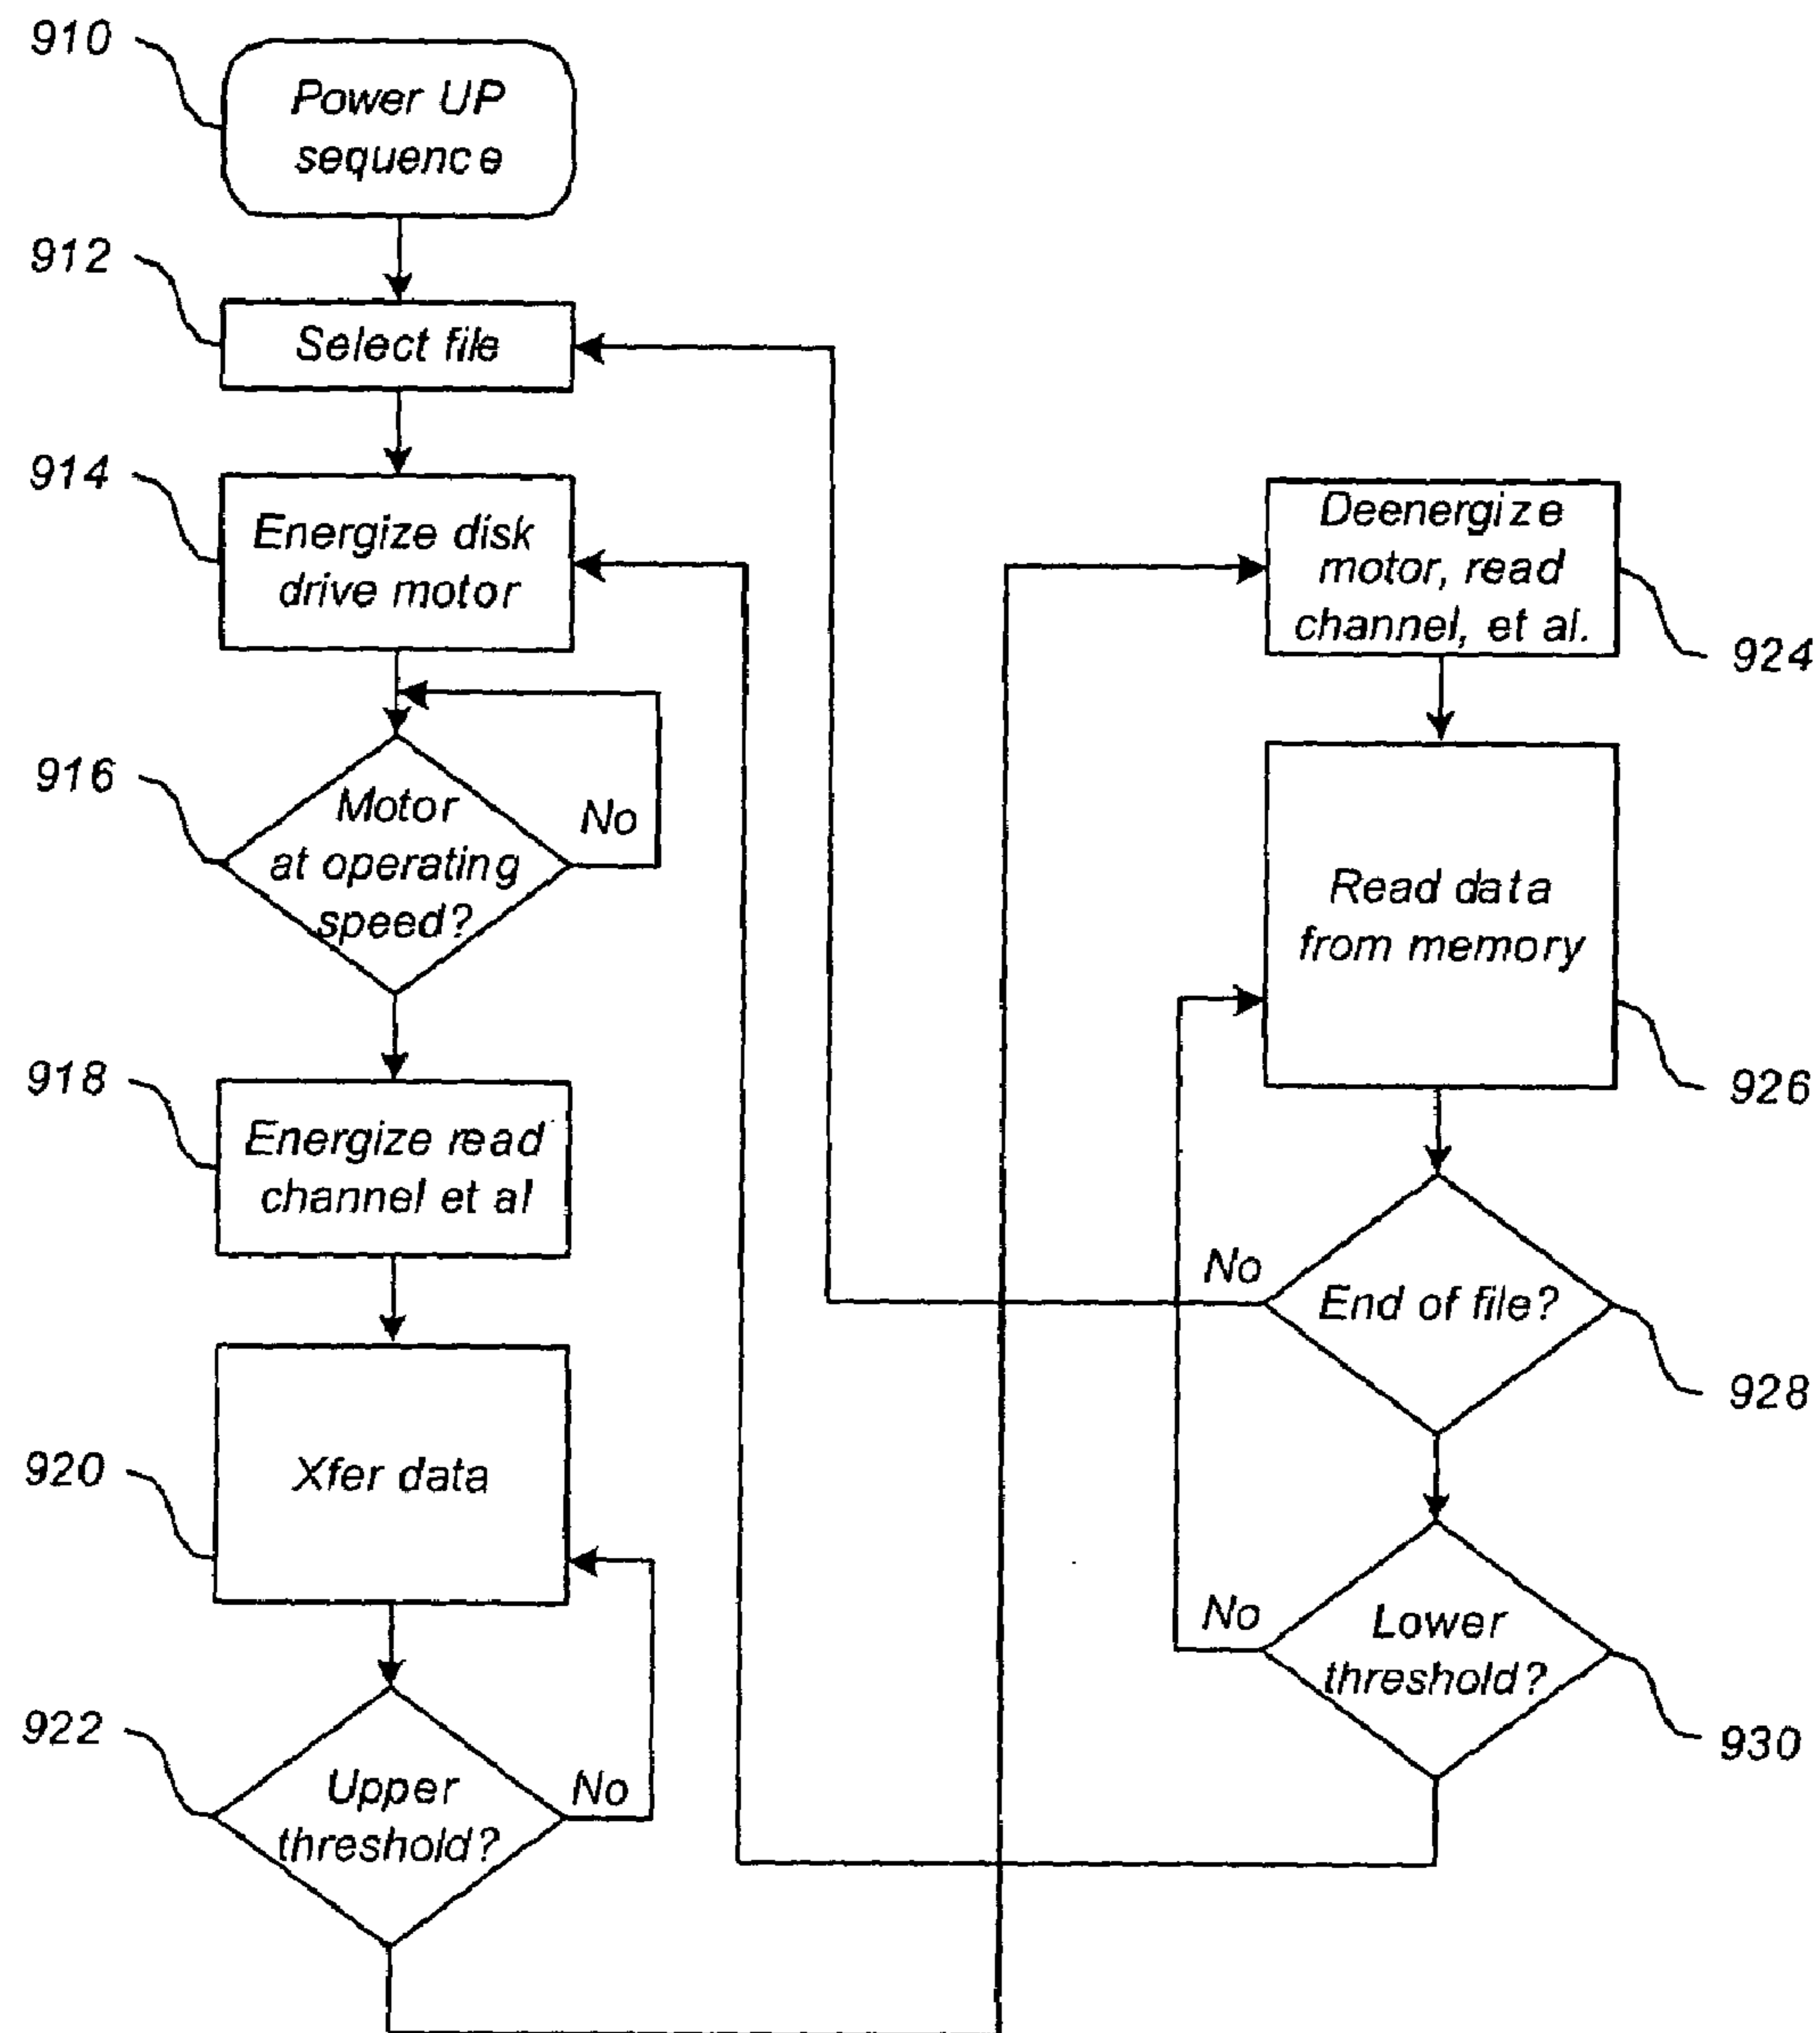 910
Power UP
sequence
912
Select file
914
Energize disk
drive motor
916
Motor
at operating
speed?
No
918
Energize read
channel et al
920
Xfer data
922
Upper
threshold?
No
Deenergize
motor, read
channel, et al.
924
Read data
from memory
926
No
End of file?
928
No
Lower
threshold?
930